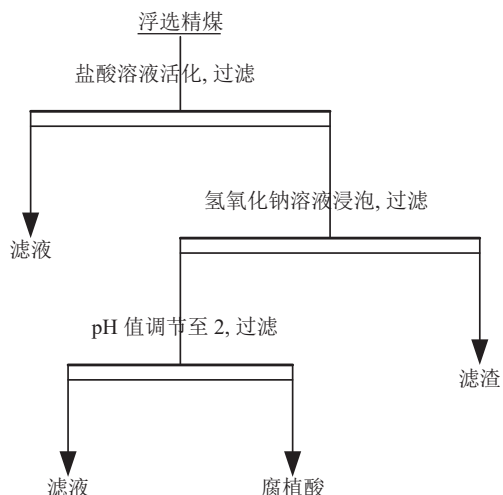 浮选精煤
盐酸溶液活化, 过滤
氢氧化钠溶液浸泡, 过滤
滤液
pH 值调节至 2, 过滤
滤渣
滤液
腐植酸